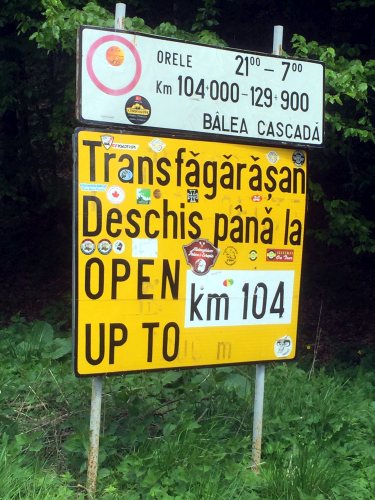 ORELE 21⁰⁰ - 7⁰⁰
Km 104+000-129+900
BÂLEA CASCADĂ
Transfăgărăşan
Deschis până la
OPEN
km 104
UP TO